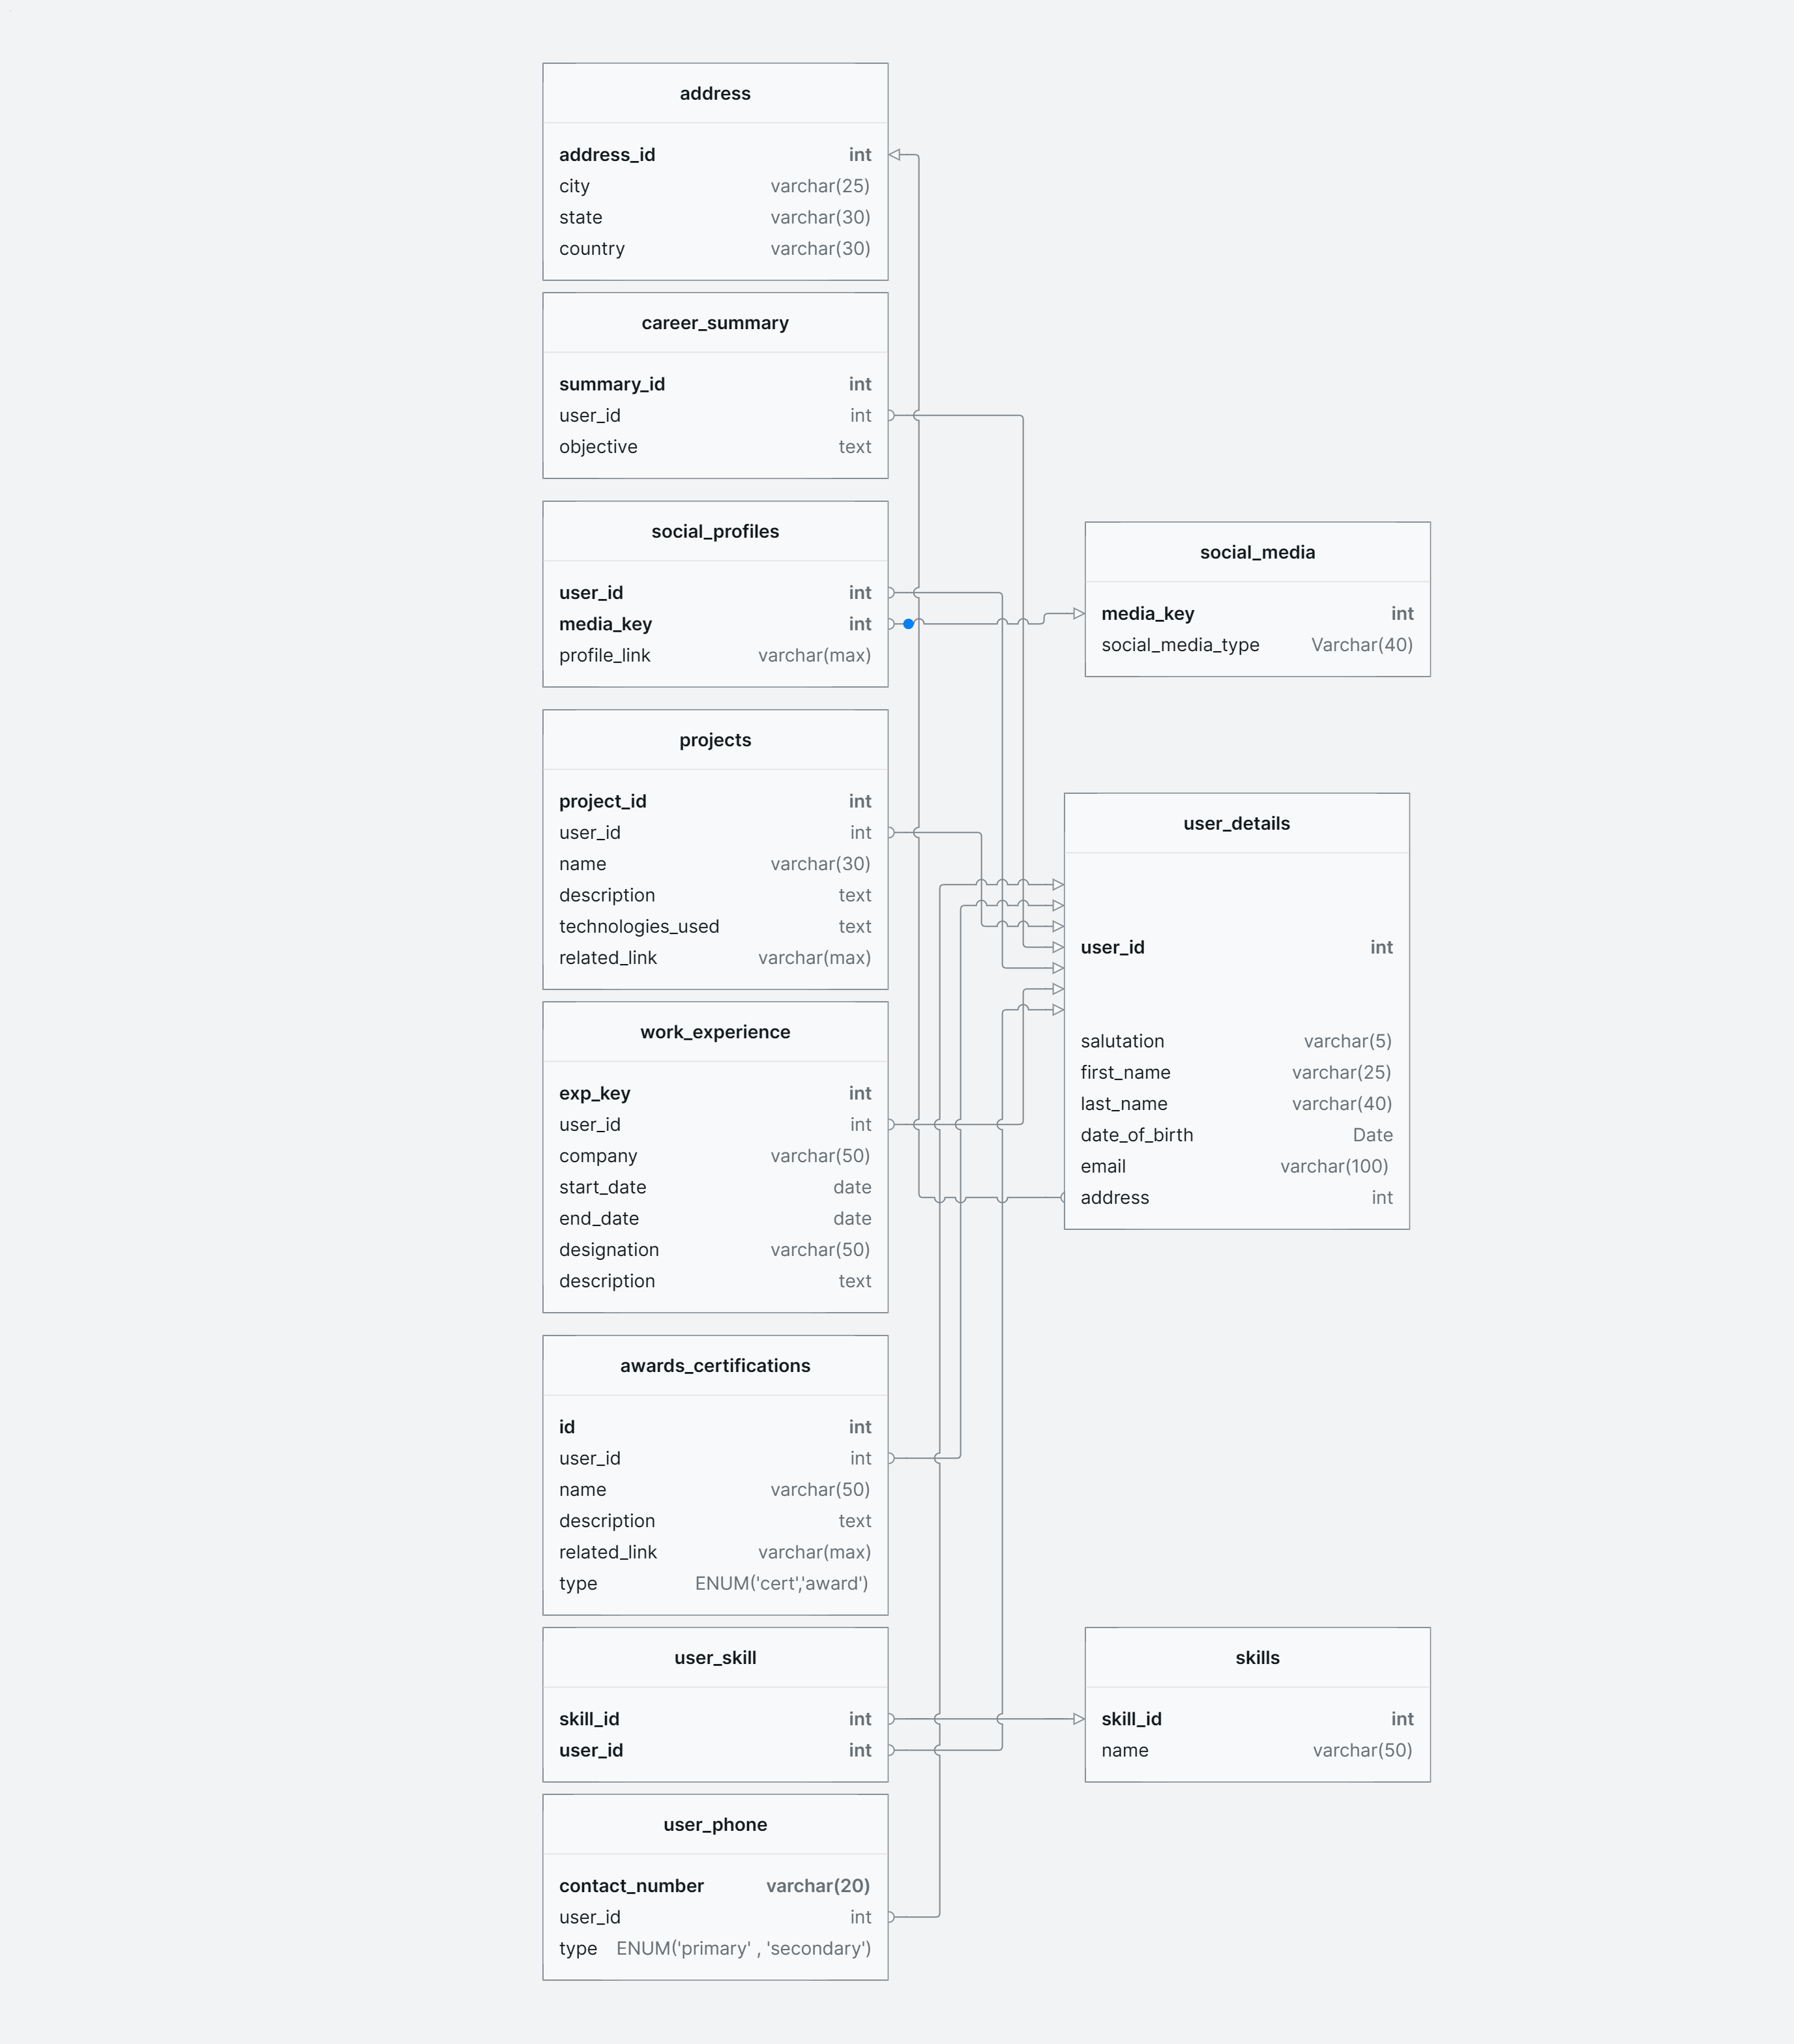 address
address_id int
city varchar(25)
state varchar(30)
country varchar(30)
career_summary
summary_id int
user_id int
objective text
social_profiles
user_id int
media_key int
profile_link varchar(max)
social_media
media_key int
social_media_type Varchar(40)
projects
project_id int
user_id int
name varchar(30)
description text
technologies_used text
related_link varchar(max)
user_details
user_id int
salutation varchar(5)
first_name varchar(25)
last_name varchar(40)
date_of_birth Date
email varchar(100)
address int
work_experience
exp_key int
user_id int
company varchar(50)
start_date date
end_date date
designation varchar(50)
description text
awards_certifications
id int
user_id int
name varchar(50)
description text
related_link varchar(max)
type ENUM('cert','award')
user_skill
skill_id int
user_id int
skills
skill_id int
name varchar(50)
user_phone
contact_number varchar(20)
user_id int
type ENUM('primary' , 'secondary')